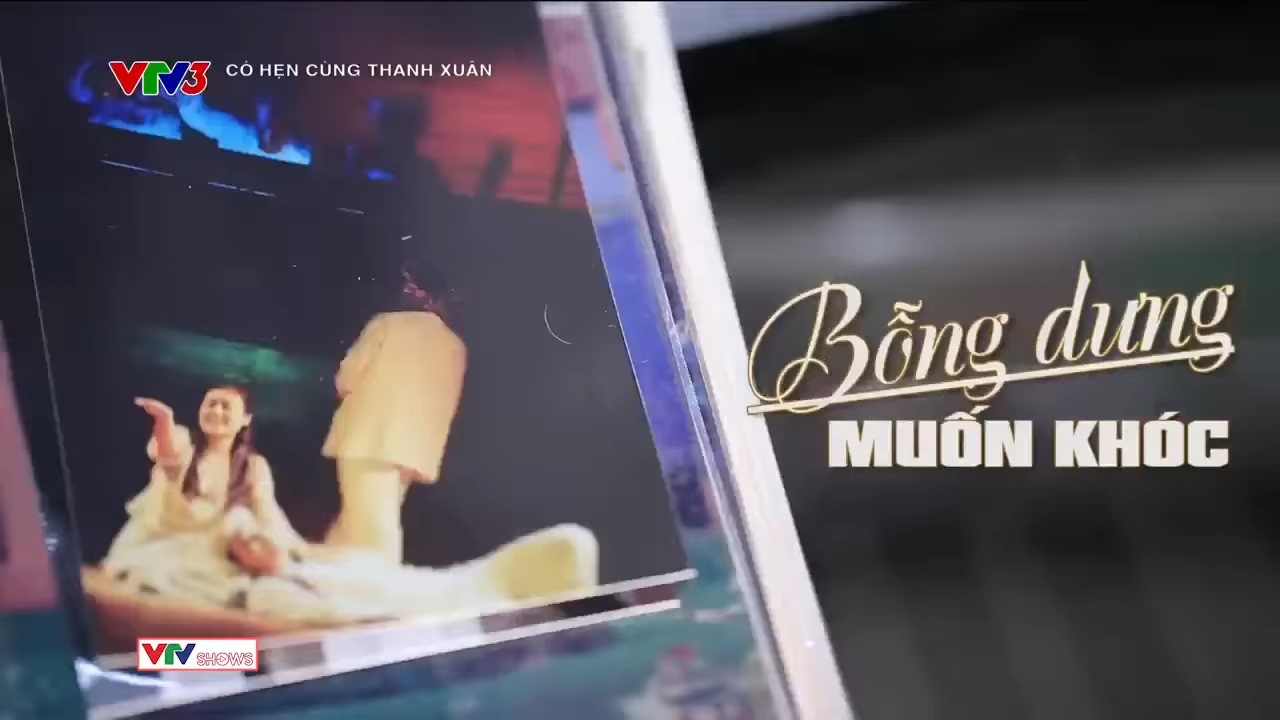 VTV3 CÓ HẸN CÙNG THANH XUÂN
Bỗng dưng
MUỐN KHÓC
VTV SHOWS